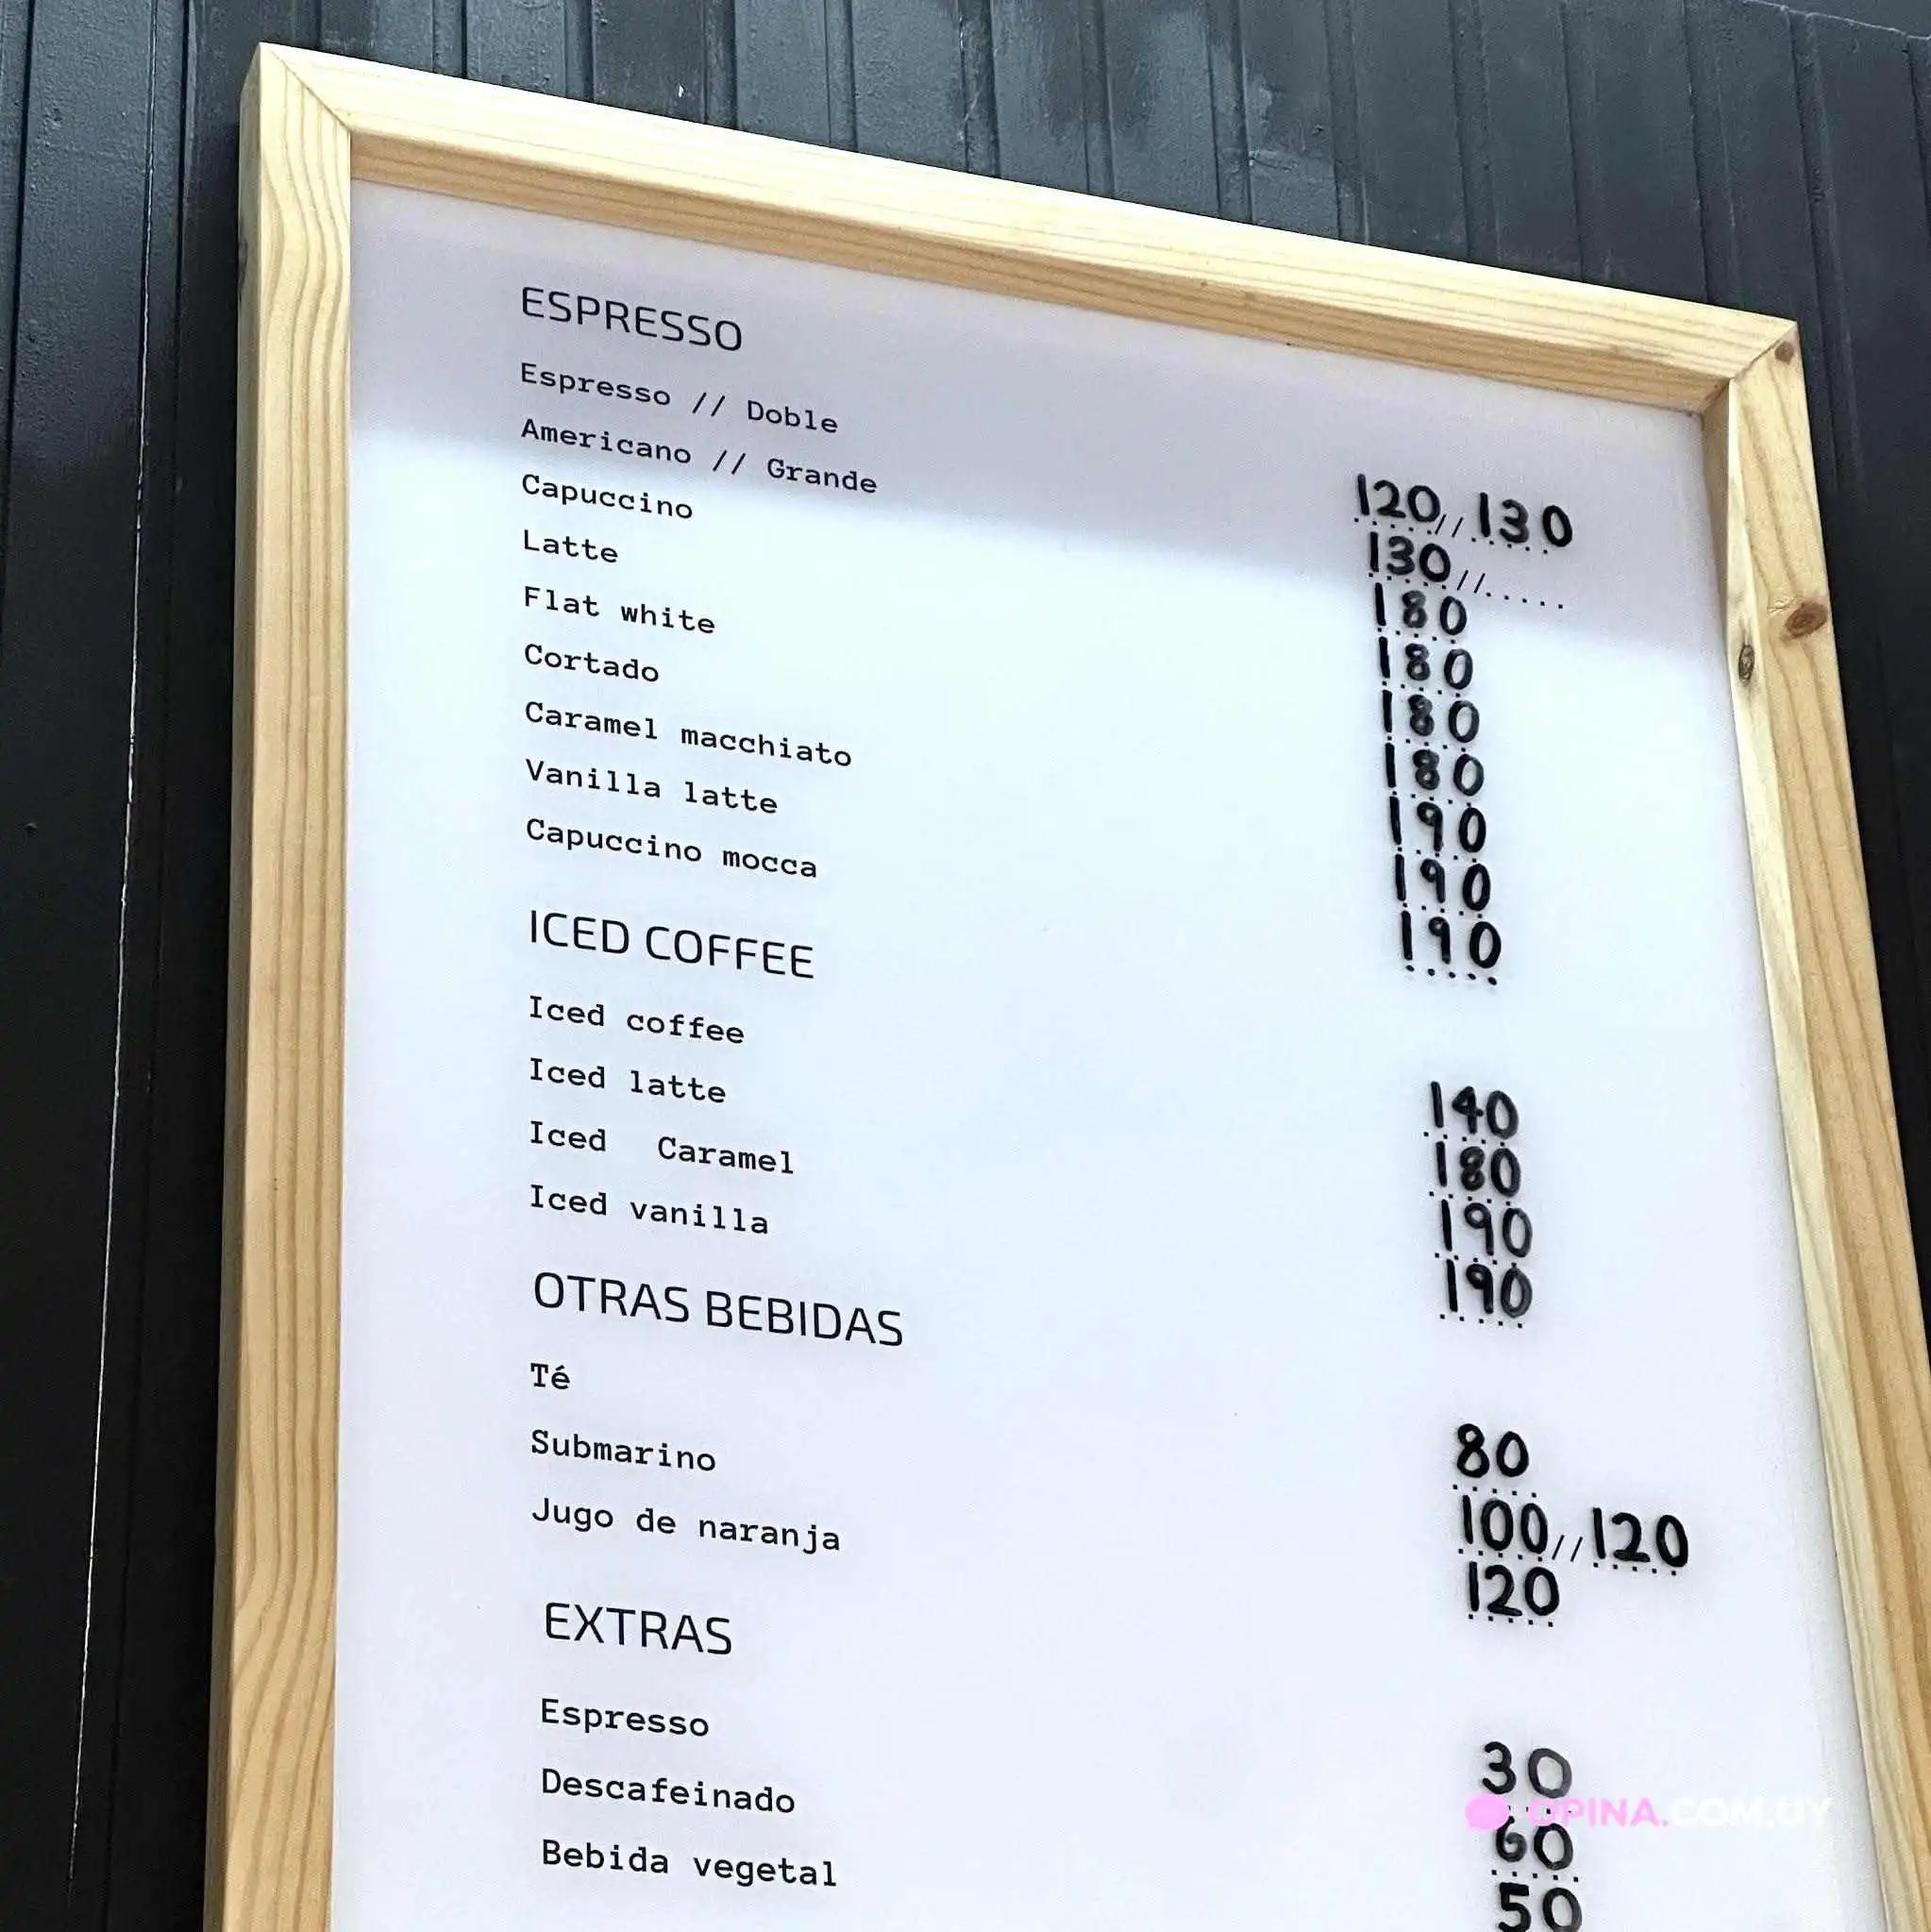 ESPRESSO
Espresso // Doble 120//130
Americano // Grande 130//.....
Capuccino 180
Latte 180
Flat white 180
Cortado 180
Caramel macchiato 190
Vanilla latte 190
Capuccino mocca 190
ICED COFFEE
Iced coffee 140
Iced latte 180
Iced Caramel 190
Iced vanilla 190
OTRAS BEBIDAS
Té 80
Submarino 100//120
Jugo de naranja 120
EXTRAS
Espresso 30
Descafeinado 60
Bebida vegetal 50
OPINA.COM.UY